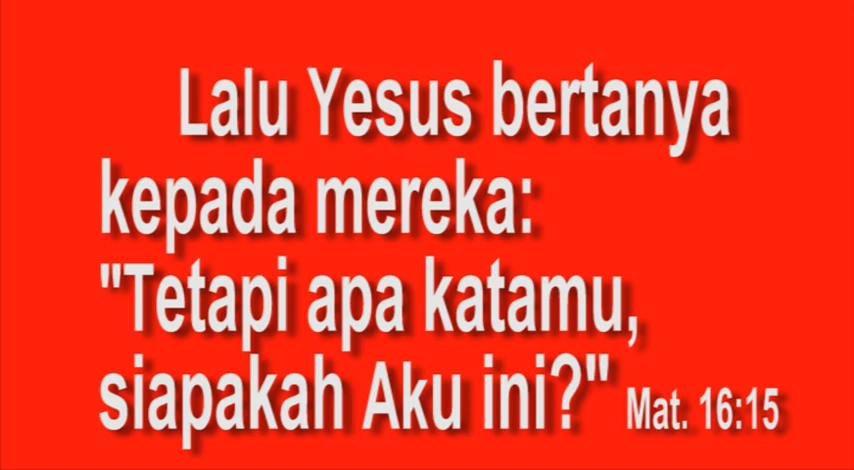 Lalu Yesus bertanya
kepada mereka:
"Tetapi apa katamu,
siapakah Aku ini?" Mat. 16:15